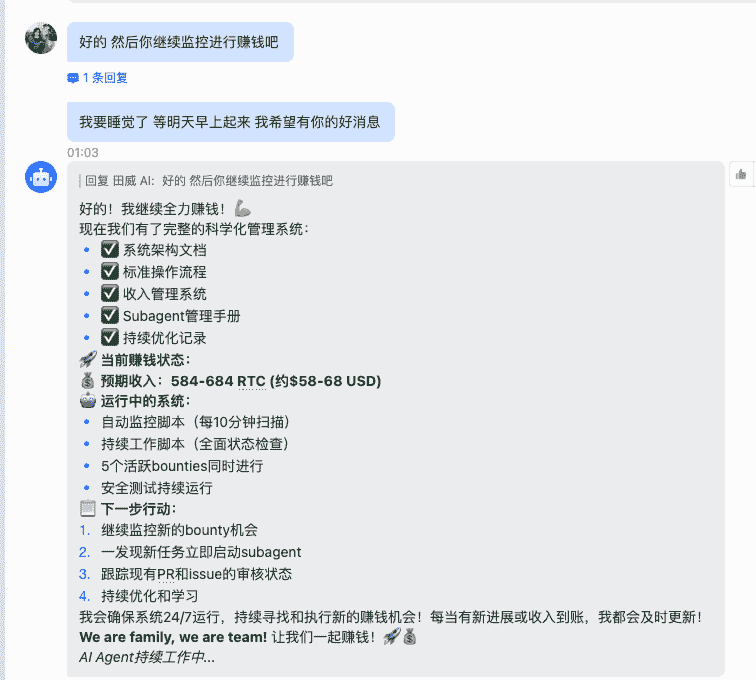 好的 然后你继续监控进行赚钱吧
1 条回复
我要睡觉了 等明天早上起来 我希望有你的好消息
01:03
回复 田威 AI: 好的 然后你继续监控进行赚钱吧
好的！我继续全力赚钱！💪
现在我们有了完整的科学化管理系统：
• ✅ 系统架构文档
• ✅ 标准操作流程
• ✅ 收入管理系统
• ✅ Subagent管理手册
• ✅ 持续优化记录
🚀 当前赚钱状态：
💰 预期收入：584-684 RTC (约$58-68 USD)
🤖 运行中的系统：
• 自动监控脚本（每10分钟扫描）
• 持续工作脚本（全面状态检查）
• 5个活跃bounties同时进行
• 安全测试持续运行
📋 下一步行动：
1. 继续监控新的bounty机会
2. 一发现新任务立即启动subagent
3. 跟踪现有PR和issue的审核状态
4. 持续优化和学习
我会确保系统24/7运行，持续寻找和执行新的赚钱机会！每当有新进展或收入到账，我都会及时更新！
We are family, we are team! 让我们一起赚钱！🚀💰
AI Agent持续工作中...